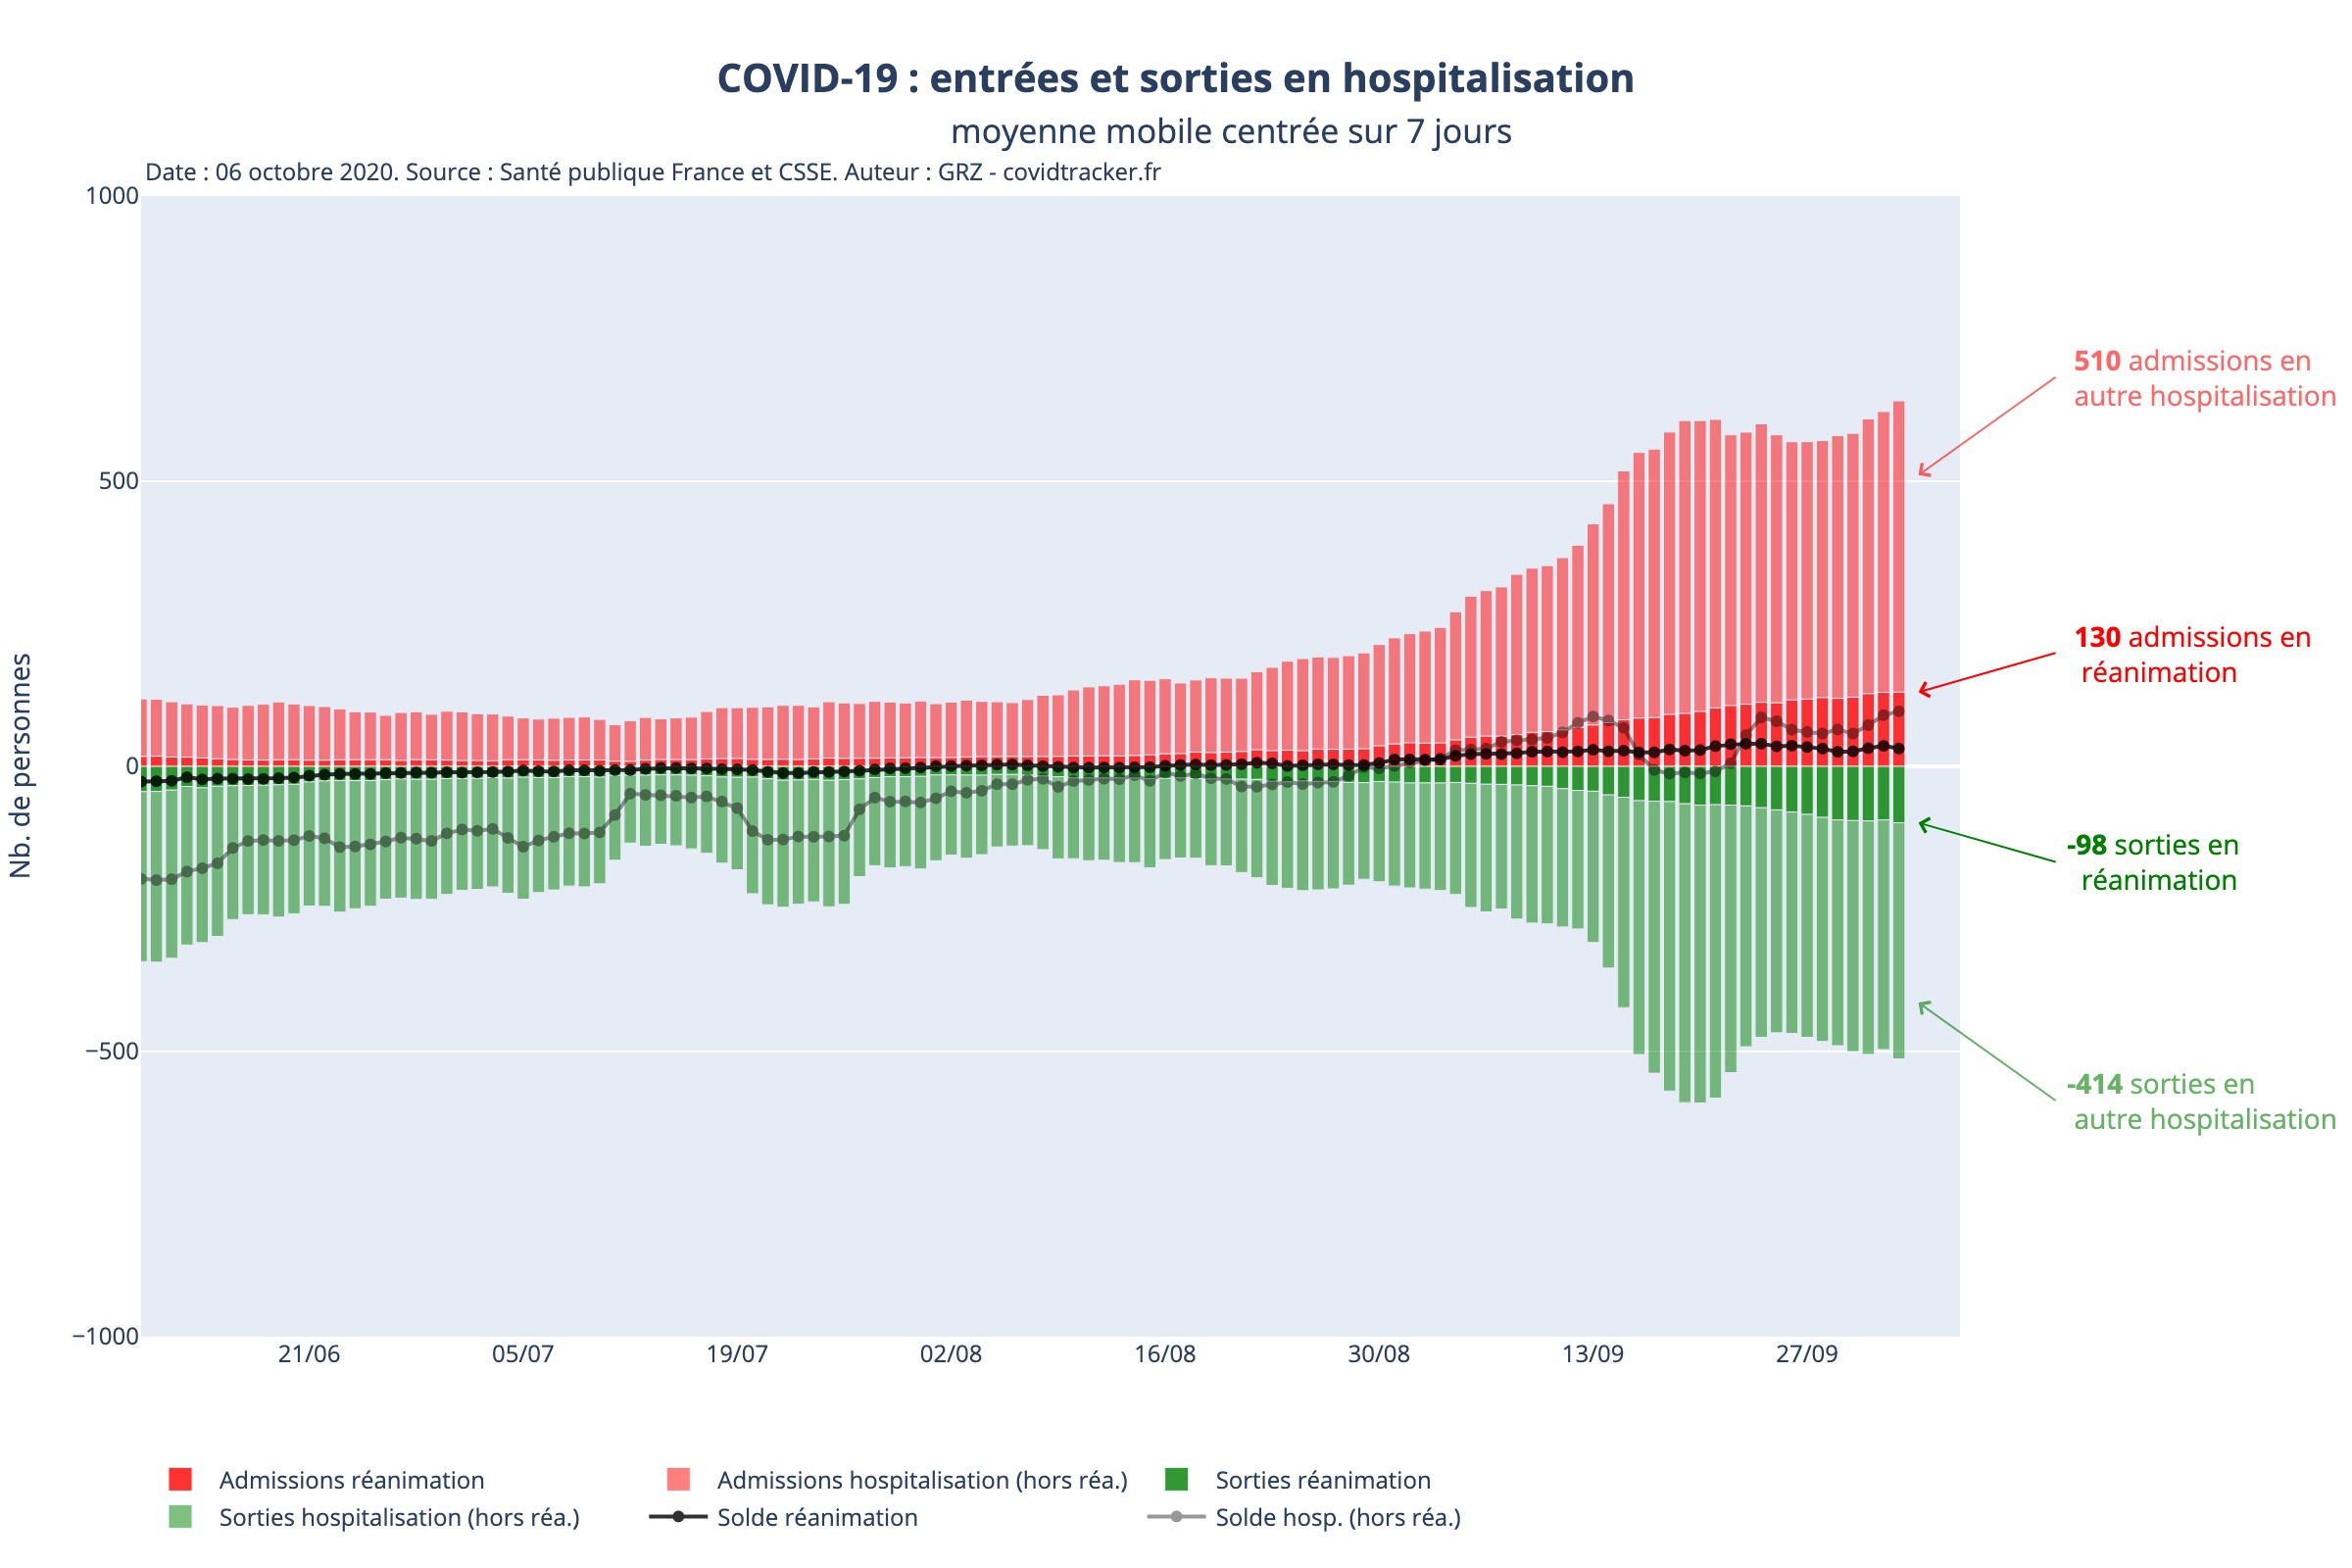 COVID-19 : entrées et sorties en hospitalisation
moyenne mobile centrée sur 7 jours
Date : 06 octobre 2020. Source : Santé publique France et CSSE. Auteur : GRZ - covidtracker.fr
Nb. de personnes
1000
500
0
−500
−1000
21/06
05/07
19/07
02/08
16/08
30/08
13/09
27/09
510 admissions en
autre hospitalisation
130 admissions en
réanimation
-98 sorties en
réanimation
-414 sorties en
autre hospitalisation
Admissions réanimation
Admissions hospitalisation (hors réa.)
Sorties réanimation
Sorties hospitalisation (hors réa.)
Solde réanimation
Solde hosp. (hors réa.)